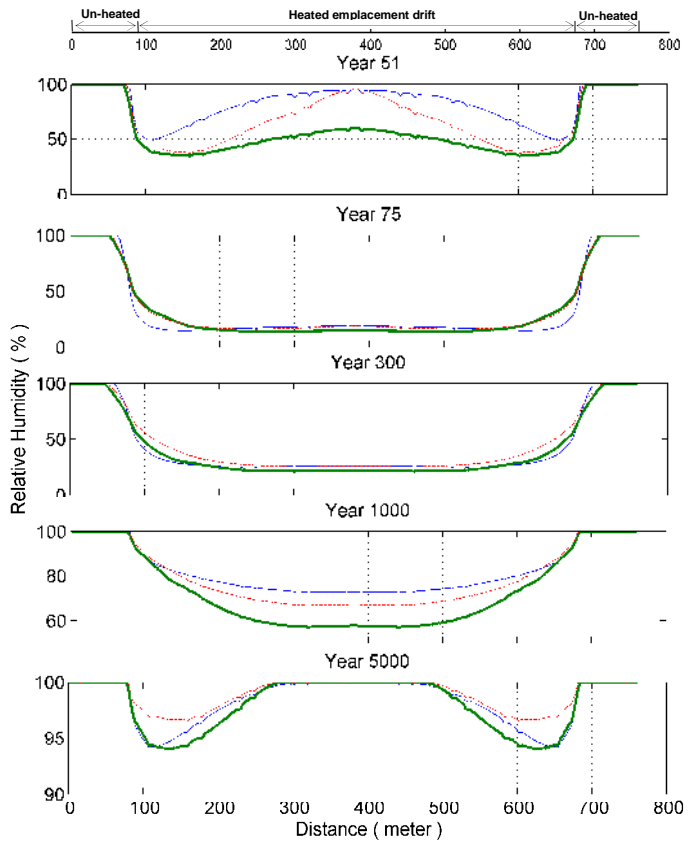 Un-heated Heated emplacement drift Un-heated
0 100 200 300 400 500 600 700 800
Year 51
100
50
0
Year 75
100
50
0
Year 300
100
50
0
Year 1000
100
80
60
Year 5000
100
95
90
0 100 200 300 400 500 600 700 800
Distance ( meter )
Relative Humidity ( % )